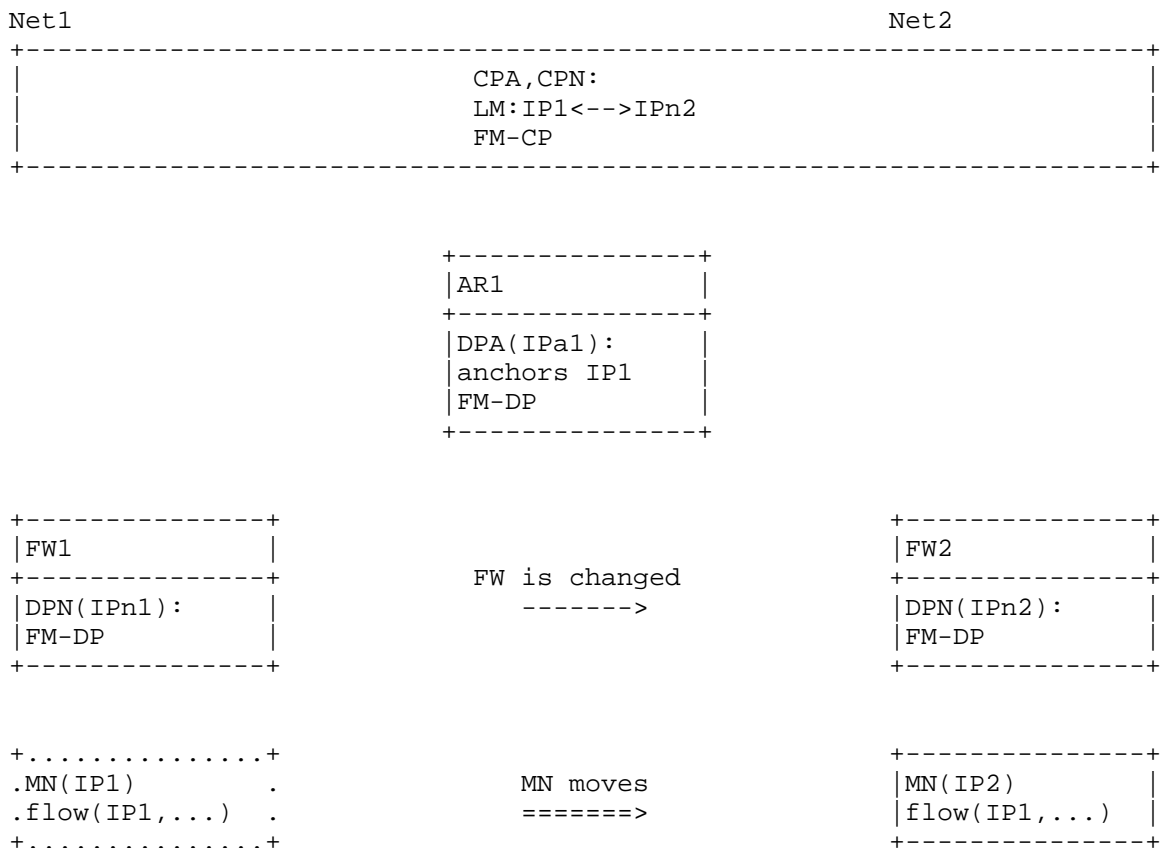 Net1 Net2
CPA,CPN:
LM:IP1<-->IPn2
FM-CP
AR1
DPA(IPa1):
anchors IP1
FM-DP
FW1 FW2
FW is changed
DPN(IPn1): -------> DPN(IPn2):
FM-DP FM-DP
MN(IP1) MN moves MN(IP2)
flow(IP1,...) =======> flow(IP1,...)